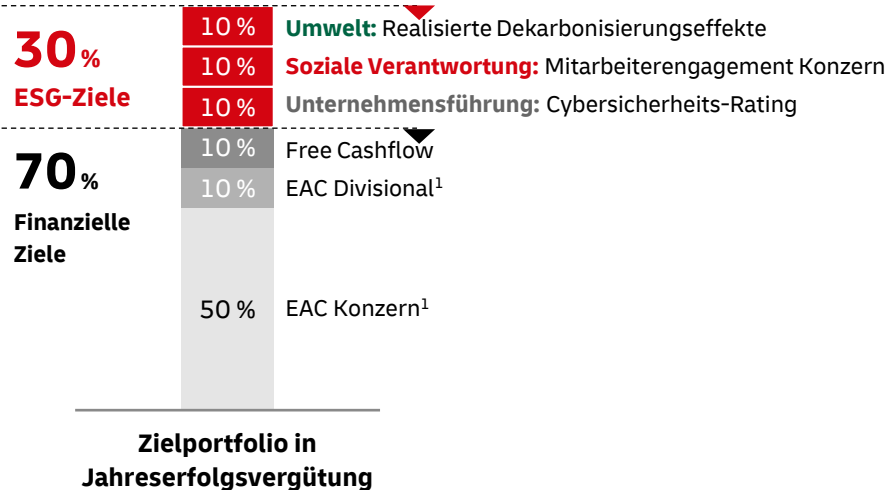 30 %
ESG-Ziele
10 % Umwelt: Realisierte Dekarbonisierungseffekte
10 % Soziale Verantwortung: Mitarbeiterengagement Konzern
10 % Unternehmensführung: Cybersicherheits-Rating
70 %
Finanzielle
Ziele
10 % Free Cashflow
10 % EAC Divisional¹
50 % EAC Konzern¹
Zielportfolio in
Jahreserfolgsvergütung